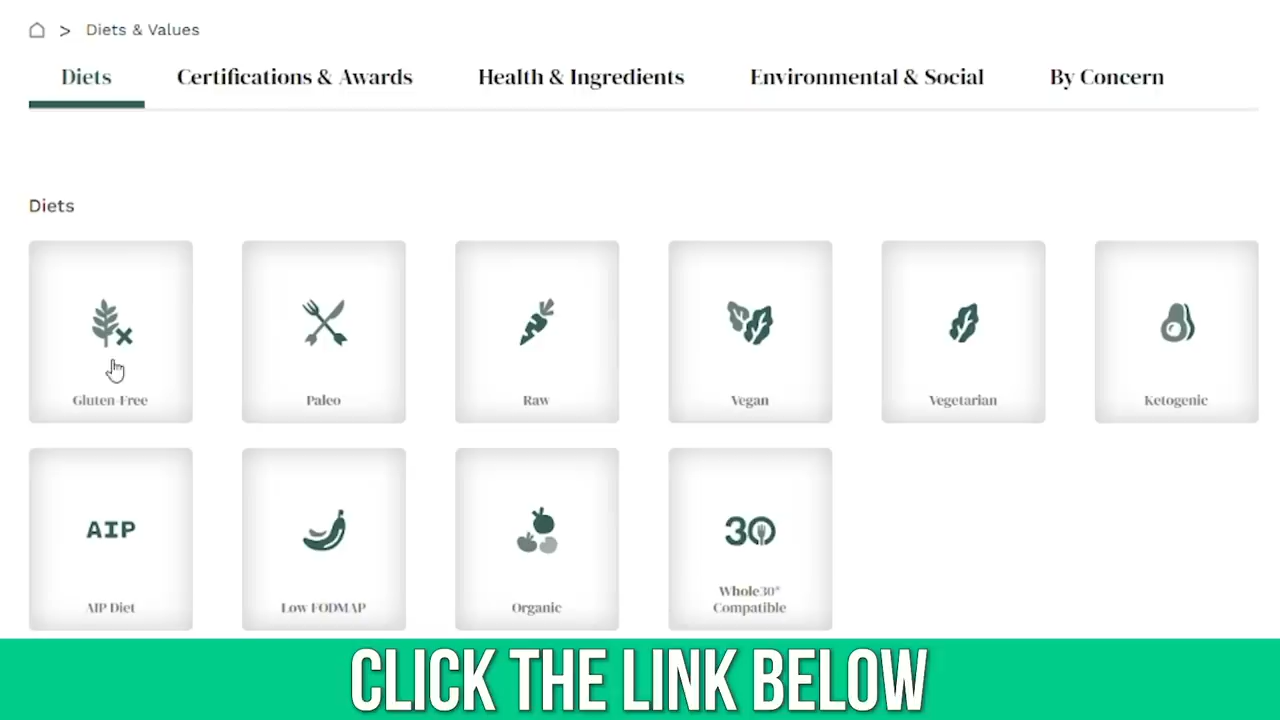 > Diets & Values
Diets Certifications & Awards Health & Ingredients Environmental & Social By Concern
Diets
Gluten-Free Paleo Raw Vegan Vegetarian Ketogenic
AIP 30
AIP Diet Low FODMAP Organic Whole30®
Compatible
CLICK THE LINK BELOW